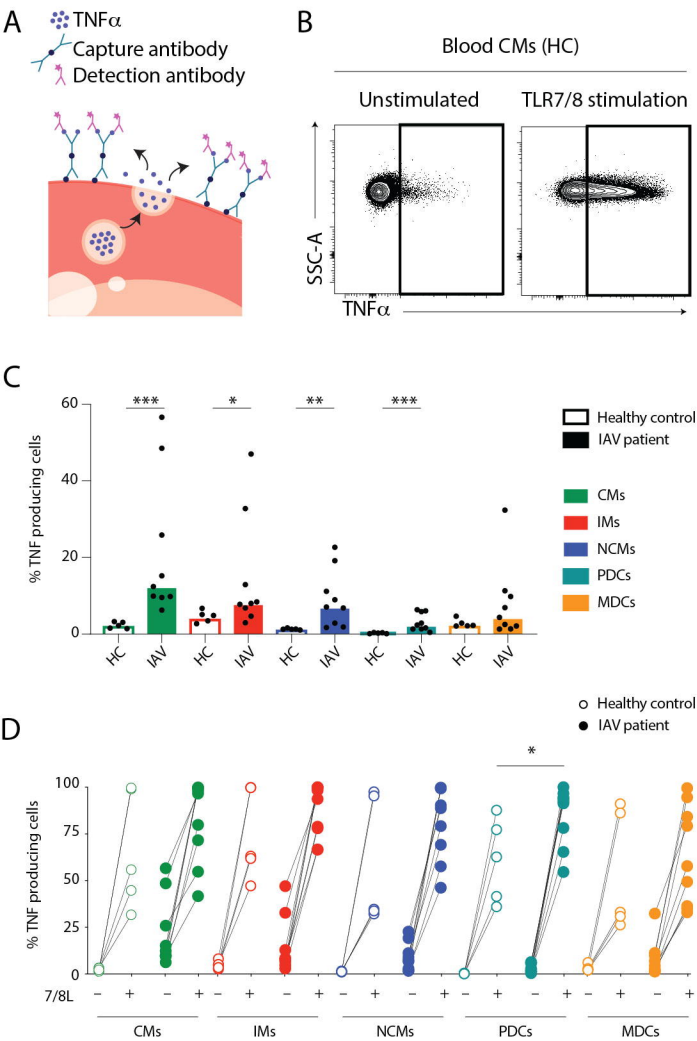 A
TNFα
Capture antibody
Detection antibody
B
Blood CMs (HC)
Unstimulated
TLR7/8 stimulation
SSC-A
TNFα
C
% TNF producing cells
60
40
20
0
***
*
**
***
HC
IAV
HC
IAV
HC
IAV
HC
IAV
HC
IAV
Healthy control
IAV patient
CMs
IMs
NCMs
PDCs
MDCs
D
Healthy control
IAV patient
*
% TNF producing cells
100
75
50
25
0
7/8L – + – + – + – + – + – + – + – + – + – +
CMs IMs NCMs PDCs MDCs